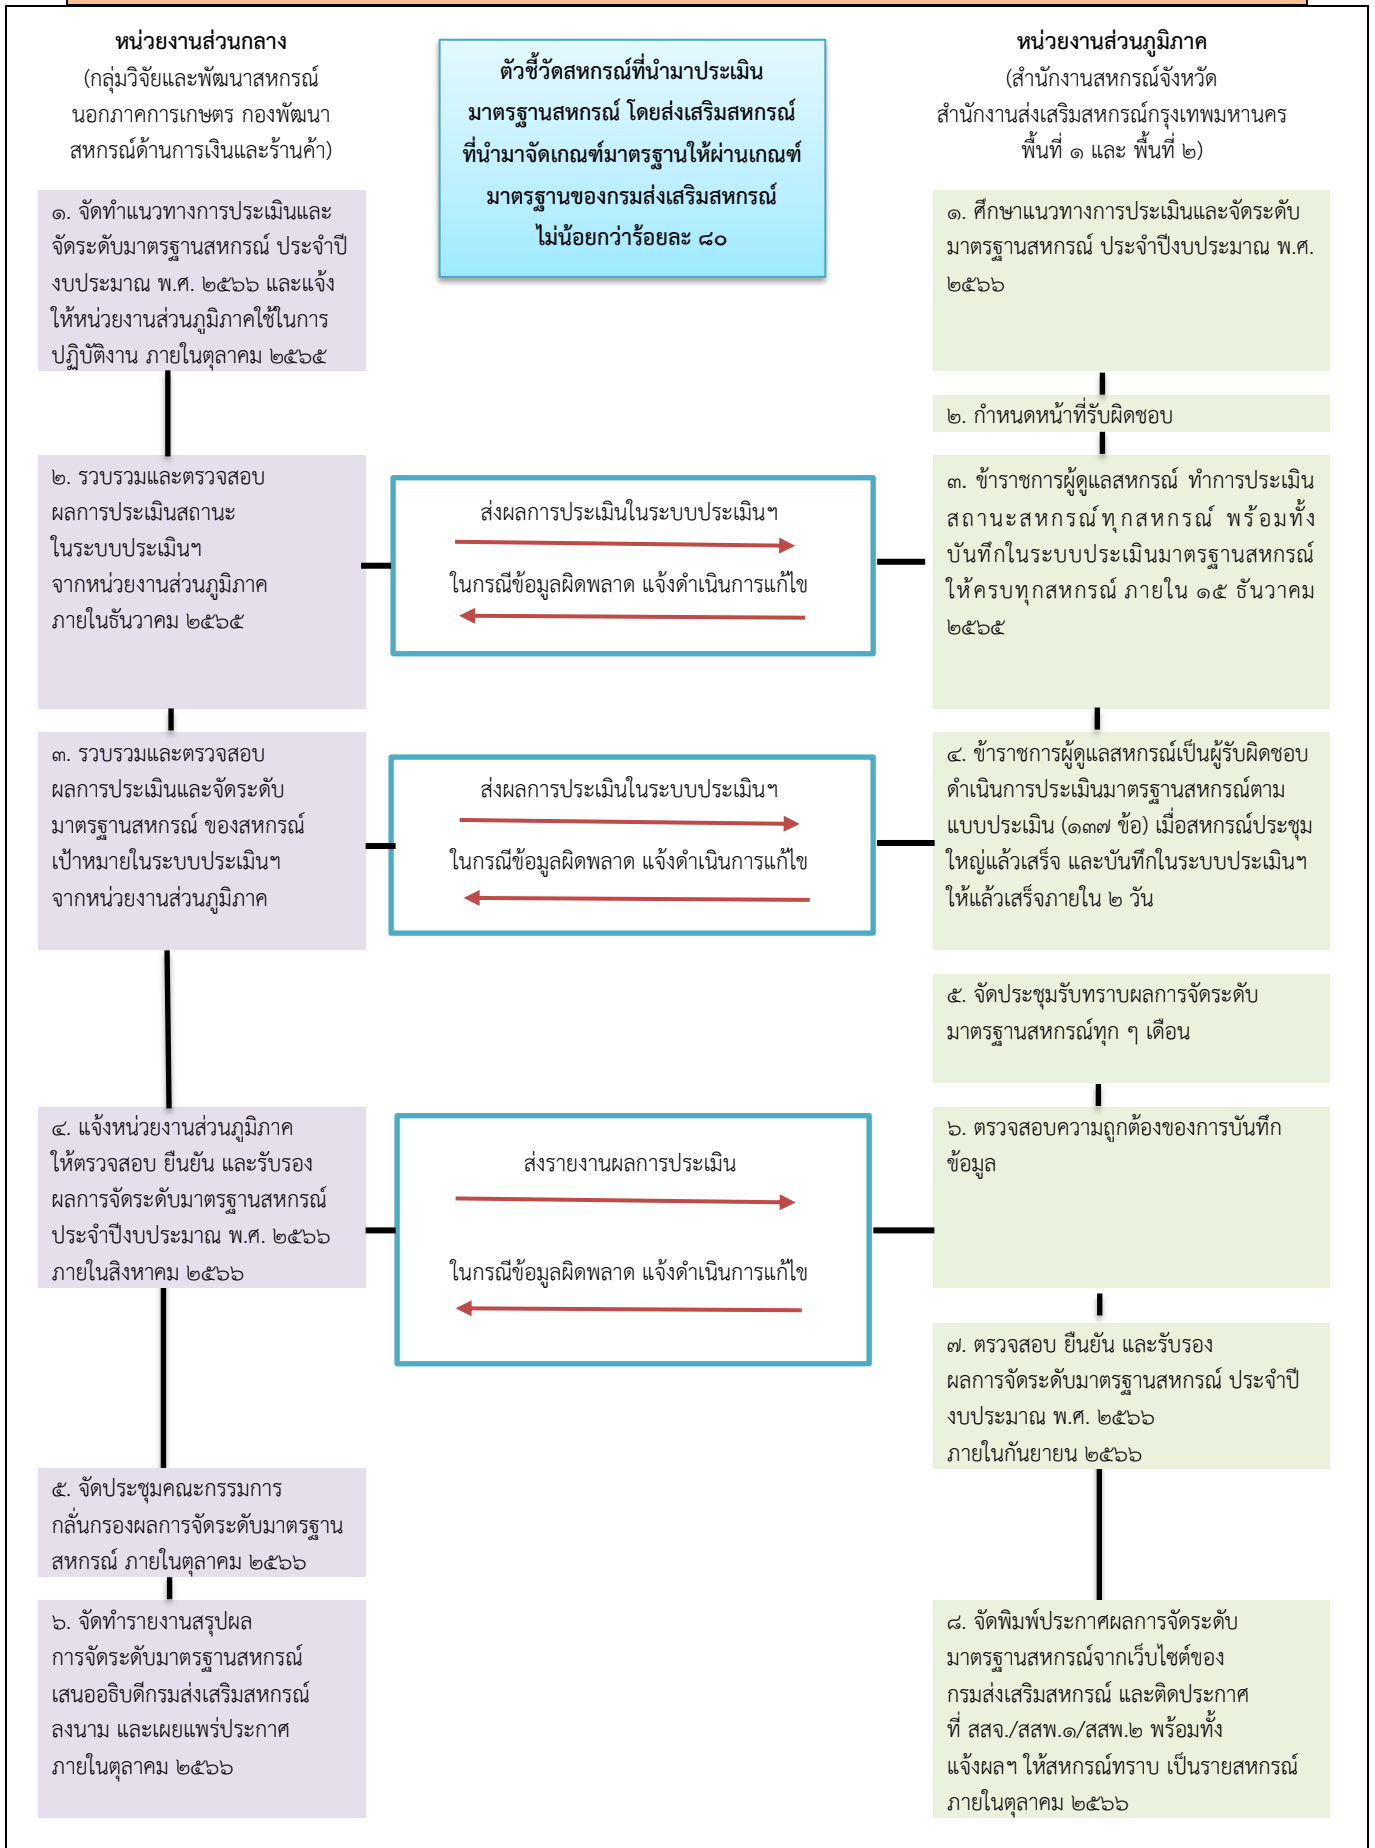 หน่วยงานส่วนกลาง
(กลุ่มวิจัยและพัฒนาสหกรณ์
นอกภาคการเกษตร กองพัฒนา
สหกรณ์ด้านการเงินและร้านค้า)
ตัวชี้วัดสหกรณ์ที่นำมาประเมิน
มาตรฐานสหกรณ์ โดยส่งเสริมสหกรณ์
ที่นำมาจัดเกณฑ์มาตรฐานให้ผ่านเกณฑ์
มาตรฐานของกรมส่งเสริมสหกรณ์
ไม่น้อยกว่าร้อยละ ๘๐
หน่วยงานส่วนภูมิภาค
(สำนักงานสหกรณ์จังหวัด
สำนักงานส่งเสริมสหกรณ์กรุงเทพมหานคร
พื้นที่ ๑ และ พื้นที่ ๒)
๑. จัดทำแนวทางการประเมินและ
จัดระดับมาตรฐานสหกรณ์ ประจำปี
งบประมาณ พ.ศ. ๒๕๖๖ และแจ้ง
ให้หน่วยงานส่วนภูมิภาคใช้ในการ
ปฏิบัติงาน ภายในตุลาคม ๒๕๖๕
๑. ศึกษาแนวทางการประเมินและจัดระดับ
มาตรฐานสหกรณ์ ประจำปีงบประมาณ พ.ศ.
๒๕๖๖
๒. กำหนดหน้าที่รับผิดชอบ
๒. รวบรวมและตรวจสอบ
ผลการประเมินสถานะ
ในระบบประเมินฯ
จากหน่วยงานส่วนภูมิภาค
ภายในธันวาคม ๒๕๖๕
ส่งผลการประเมินในระบบประเมินฯ
ในกรณีข้อมูลผิดพลาด แจ้งดำเนินการแก้ไข
๓. ข้าราชการผู้ดูแลสหกรณ์ ทำการประเมิน
สถานะสหกรณ์ทุกสหกรณ์ พร้อมทั้ง
บันทึกในระบบประเมินมาตรฐานสหกรณ์
ให้ครบทุกสหกรณ์ ภายใน ๑๕ ธันวาคม
๒๕๖๕
๓. รวบรวมและตรวจสอบ
ผลการประเมินและจัดระดับ
มาตรฐานสหกรณ์ ของสหกรณ์
เป้าหมายในระบบประเมินฯ
จากหน่วยงานส่วนภูมิภาค
ส่งผลการประเมินในระบบประเมินฯ
ในกรณีข้อมูลผิดพลาด แจ้งดำเนินการแก้ไข
๔. ข้าราชการผู้ดูแลสหกรณ์เป็นผู้รับผิดชอบ
ดำเนินการประเมินมาตรฐานสหกรณ์ตาม
แบบประเมิน (๑๓๗ ข้อ) เมื่อสหกรณ์ประชุม
ใหญ่แล้วเสร็จ และบันทึกในระบบประเมินฯ
ให้แล้วเสร็จภายใน ๒ วัน
๕. จัดประชุมรับทราบผลการจัดระดับ
มาตรฐานสหกรณ์ทุก ๆ เดือน
๔. แจ้งหน่วยงานส่วนภูมิภาค
ให้ตรวจสอบ ยืนยัน และรับรอง
ผลการจัดระดับมาตรฐานสหกรณ์
ประจำปีงบประมาณ พ.ศ. ๒๕๖๖
ภายในสิงหาคม ๒๕๖๖
ส่งรายงานผลการประเมิน
ในกรณีข้อมูลผิดพลาด แจ้งดำเนินการแก้ไข
๖. ตรวจสอบความถูกต้องของการบันทึก
ข้อมูล
๗. ตรวจสอบ ยืนยัน และรับรอง
ผลการจัดระดับมาตรฐานสหกรณ์ ประจำปี
งบประมาณ พ.ศ. ๒๕๖๖
ภายในกันยายน ๒๕๖๖
๕. จัดประชุมคณะกรรมการ
กลั่นกรองผลการจัดระดับมาตรฐาน
สหกรณ์ ภายในตุลาคม ๒๕๖๖
๖. จัดทำรายงานสรุปผล
การจัดระดับมาตรฐานสหกรณ์
เสนออธิบดีกรมส่งเสริมสหกรณ์
ลงนาม และเผยแพร่ประกาศ
ภายในตุลาคม ๒๕๖๖
๘. จัดพิมพ์ประกาศผลการจัดระดับ
มาตรฐานสหกรณ์จากเว็บไซต์ของ
กรมส่งเสริมสหกรณ์ และติดประกาศ
ที่ สสจ./สสพ.๑/สสพ.๒ พร้อมทั้ง
แจ้งผลฯ ให้สหกรณ์ทราบ เป็นรายสหกรณ์
ภายในตุลาคม ๒๕๖๖